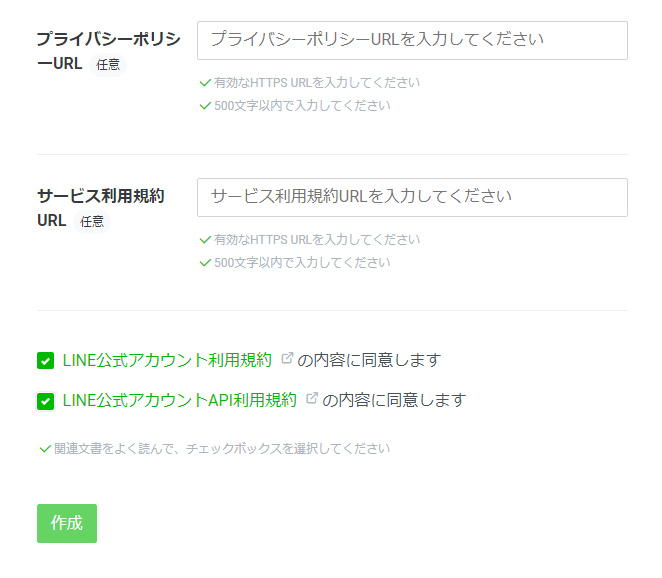 プライバシーポリシ
ーURL 任意
プライバシーポリシーURLを入力してください
有効なHTTPS URLを入力してください
500文字以内で入力してください
サービス利用規約
URL 任意
サービス利用規約URLを入力してください
有効なHTTPS URLを入力してください
500文字以内で入力してください
LINE公式アカウント利用規約 の内容に同意します
LINE公式アカウントAPI利用規約 の内容に同意します
関連文書をよく読んで、チェックボックスを選択してください
作成